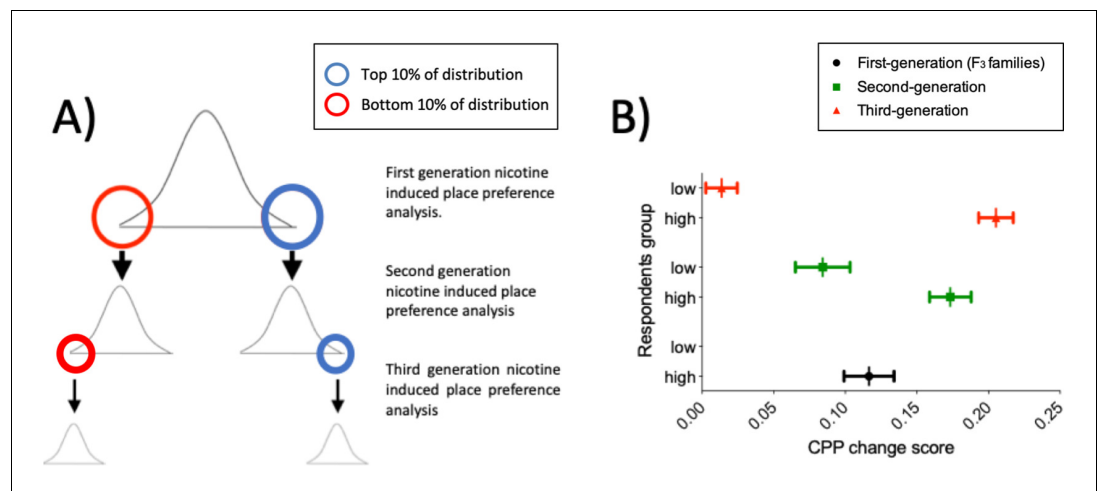 Top 10% of distribution
Bottom 10% of distribution
A)
First generation nicotine
induced place preference
analysis.
Second generation
nicotine induced place
preference analysis
Third generation nicotine
induced place preference
analysis
First-generation (F₃ families)
Second-generation
Third-generation
B)
Respondents group
low
high
low
high
low
high
0.00
0.05
0.10
0.15
0.20
0.25
CPP change score